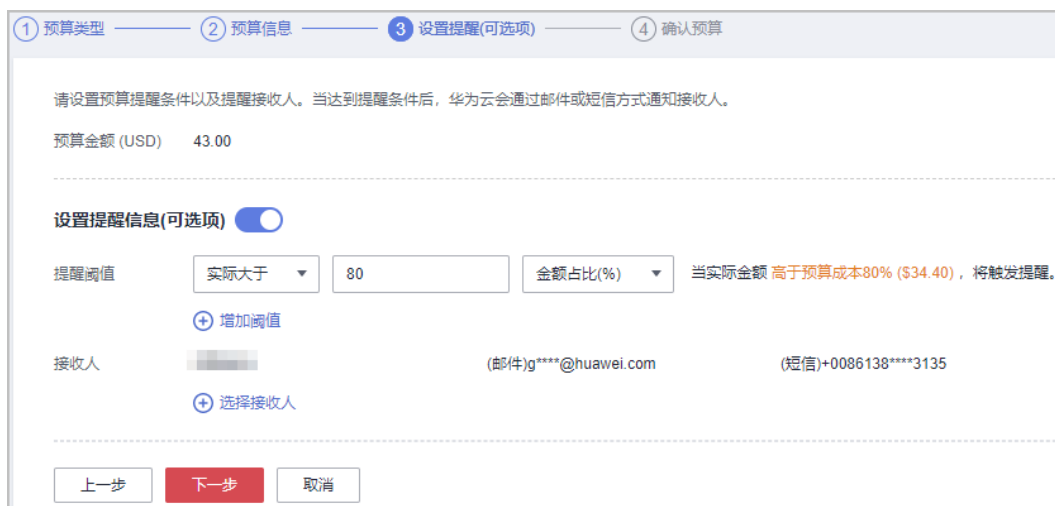 1 预算类型 2 预算信息 3 设置提醒(可选项) 4 确认预算
请设置预算提醒条件以及提醒接收人。当达到提醒条件后，华为云会通过邮件或短信方式通知接收人。
预算金额 (USD) 43.00
设置提醒信息(可选项)
提醒阈值 实际大于 80 金额占比(%) 当实际金额 高于预算成本80% ($34.40) ，将触发提醒。
增加阈值
接收人 (邮件)g****@huawei.com (短信)+0086138****3135
选择接收人
上一步 下一步 取消